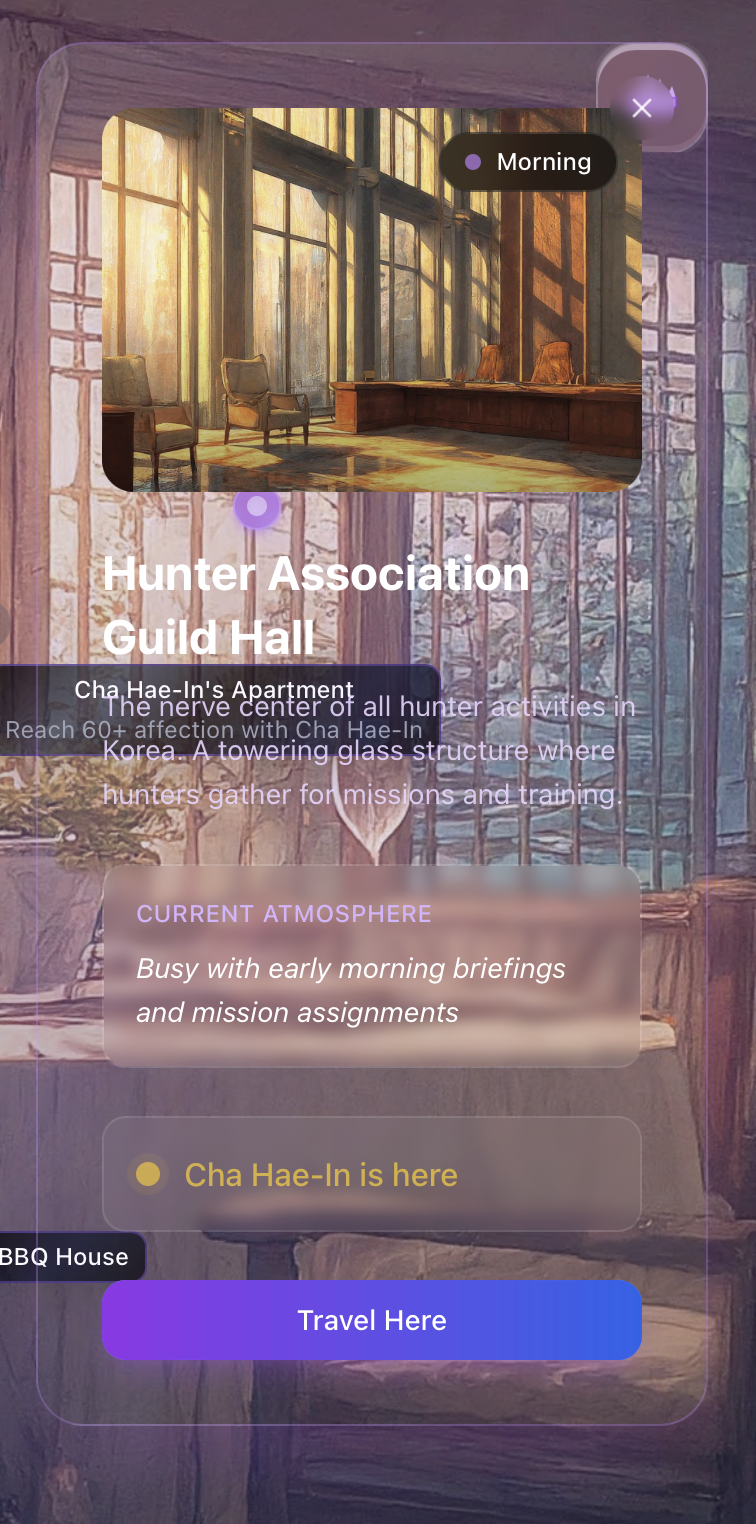 Morning
Hunter Association
Guild Hall
Cha Hae-In's Apartment
The nerve center of all hunter activities in
Reach 60+ affection with Cha Hae-In
Korea. A towering glass structure where
hunters gather for missions and training.
CURRENT ATMOSPHERE
Busy with early morning briefings
and mission assignments
Cha Hae-In is here
BBQ House
Travel Here